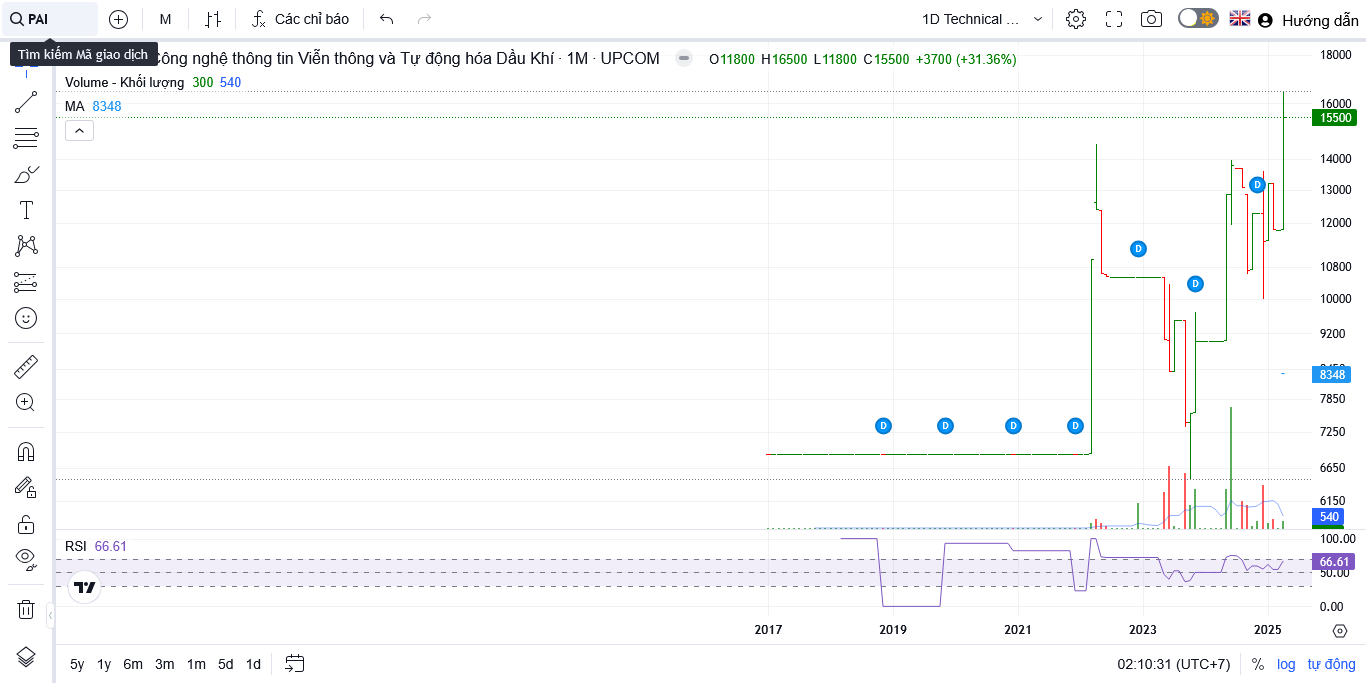 PAI
M
Các chỉ báo
1D Technical ...
Hướng dẫn
Tìm kiếm Mã giao dịch
Công nghệ thông tin Viễn thông và Tự động hóa Dầu Khí · 1M · UPCOM
O11800 H16500 L11800 C15500 +3700 (+31.36%)
Volume - Khối lượng 300 540
MA 8348
18000
16000
15500
14000
13000
12000
10800
10000
9200
8348
7850
7250
6650
6150
540
D
D
D
D
D
D
D
RSI 66.61
100.00
66.61
50.00
0.00
2017
2019
2021
2023
2025
5y 1y 6m 3m 1m 5d 1d
02:10:31 (UTC+7)
% log tự động